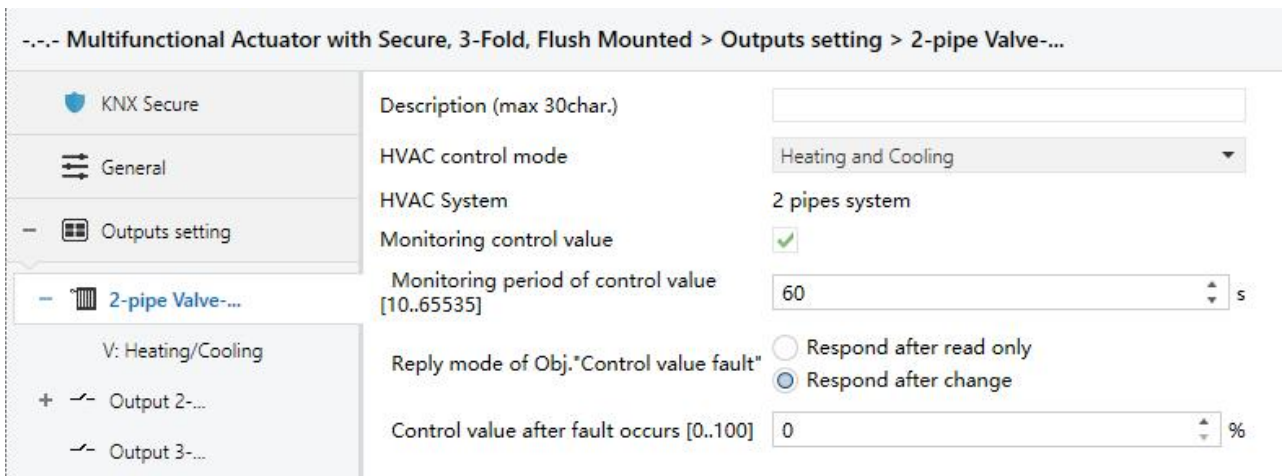 -.-.- Multifunctional Actuator with Secure, 3-Fold, Flush Mounted > Outputs setting > 2-pipe Valve-...
KNX Secure
General
Outputs setting
2-pipe Valve-...
V: Heating/Cooling
Output 2-...
Output 3-...
Description (max 30char.)
HVAC control mode
Heating and Cooling
HVAC System
2 pipes system
Monitoring control value
Monitoring period of control value
[10..65535]
60
s
Reply mode of Obj."Control value fault"
Respond after read only
Respond after change
Control value after fault occurs [0..100]
0
%